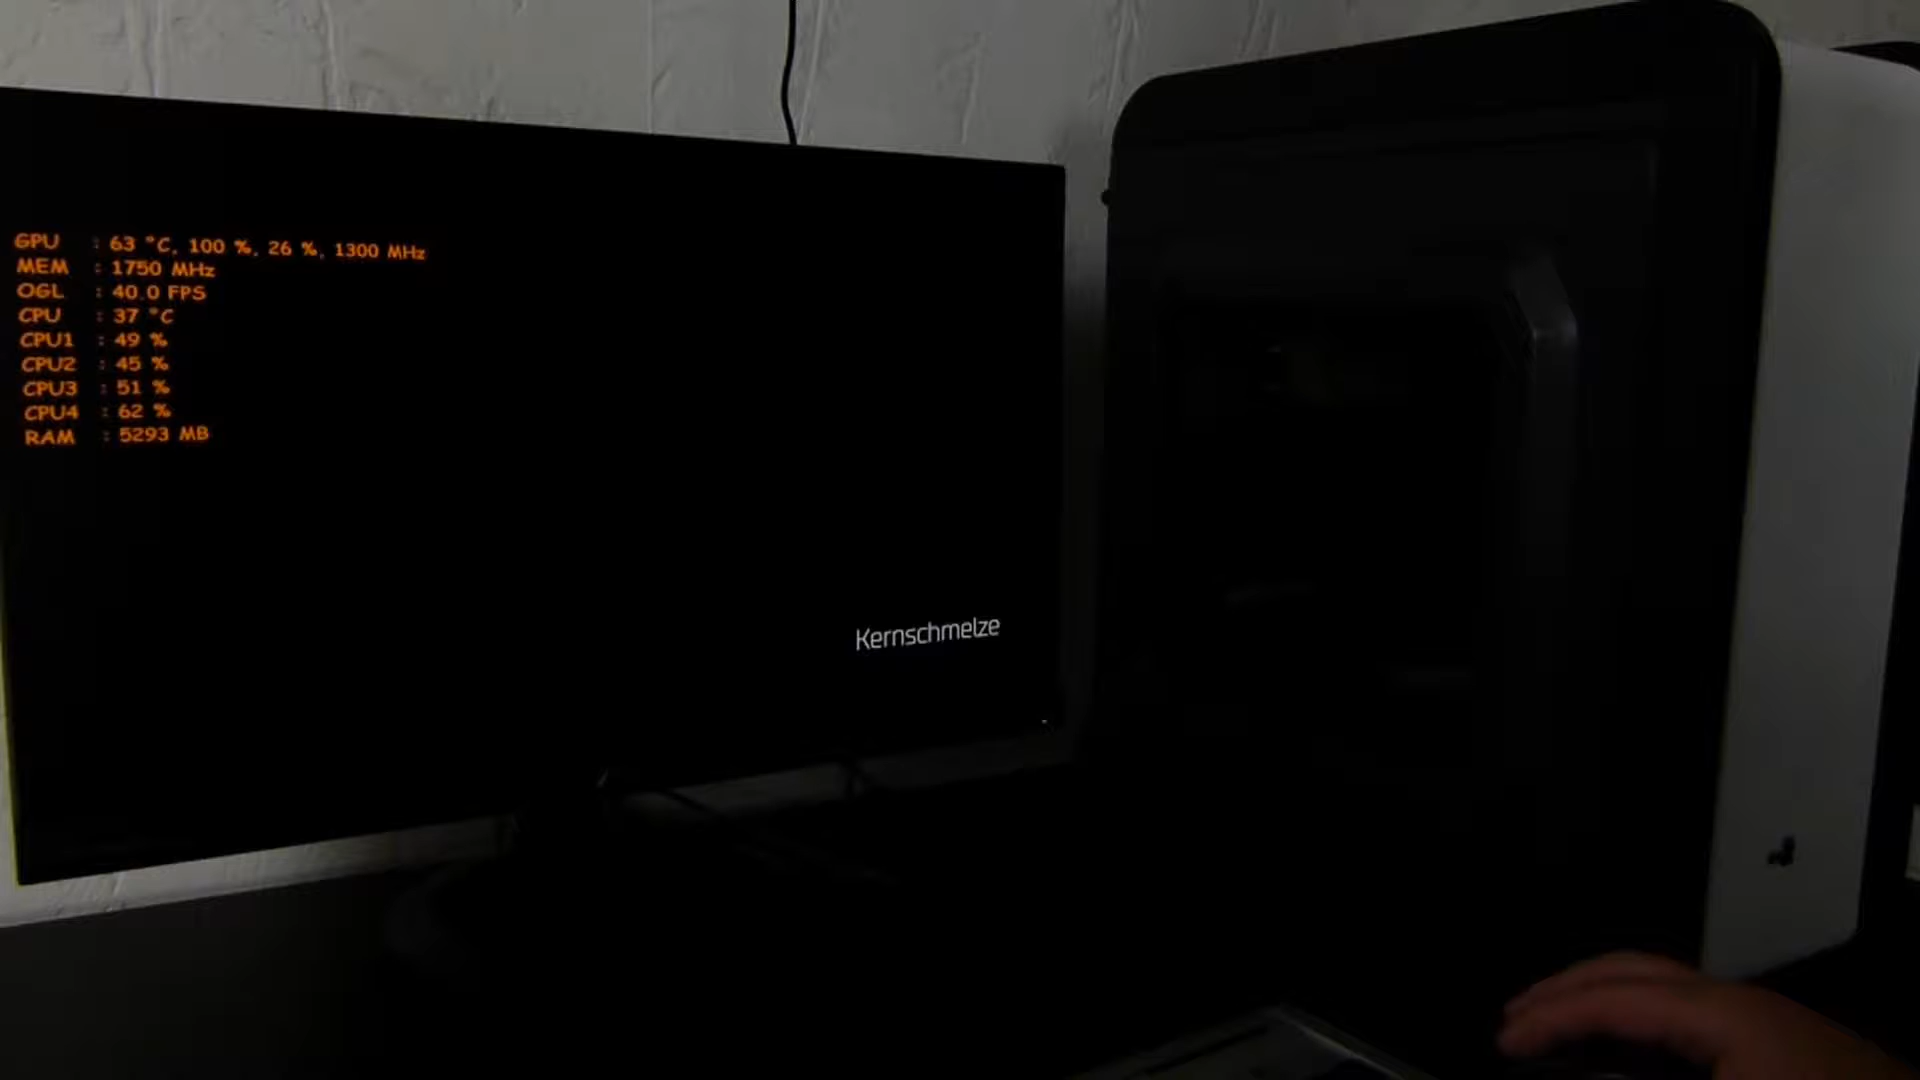 GPU : 63 °C, 100 %, 26 %, 1300 MHz
MEM : 1750 MHz
OGL : 40.0 FPS
CPU : 37 °C
CPU1 : 49 %
CPU2 : 45 %
CPU3 : 51 %
CPU4 : 62 %
RAM : 5293 MB
Kernschmelze